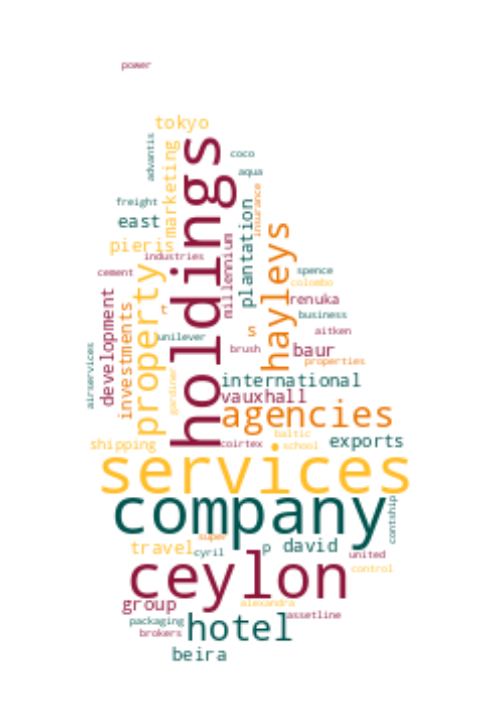 power
tokyo
advantis
marketing
holdings
coco
aqua
freight
insurance
plantation
east
hayleys
pieris
industries
millennium
cement
spence
colombo
property
development
investments
renuka
t
business
s
aitken
unilever
brush
baur
properties
airservices
gardiner
international
vauxhall
agencies
baltic
shipping
coirtex
school
exports
services
company
contship
super
travel
cyril
p
david
united
ceylon
control
group
alexandra
assetline
packaging
hotel
brokers
beira